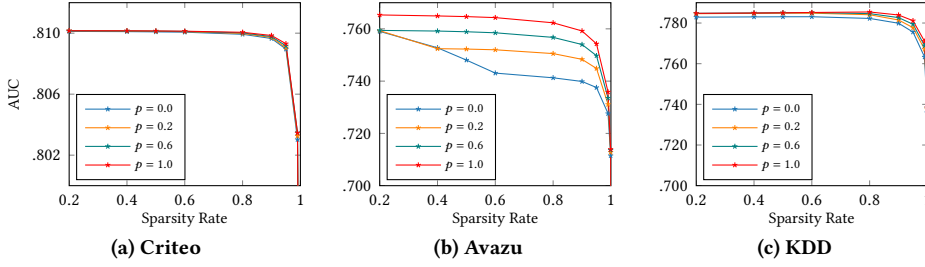 AUC
.810
.806
.802
p = 0.0
p = 0.2
p = 0.6
p = 1.0
0.2 0.4 0.6 0.8 1
Sparsity Rate
(a) Criteo
.760
.740
.720
.700
p = 0.0
p = 0.2
p = 0.6
p = 1.0
0.2 0.4 0.6 0.8 1
Sparsity Rate
(b) Avazu
.780
.760
.740
.720
.700
p = 0.0
p = 0.2
p = 0.6
p = 1.0
0.2 0.4 0.6 0.8 1
Sparsity Rate
(c) KDD